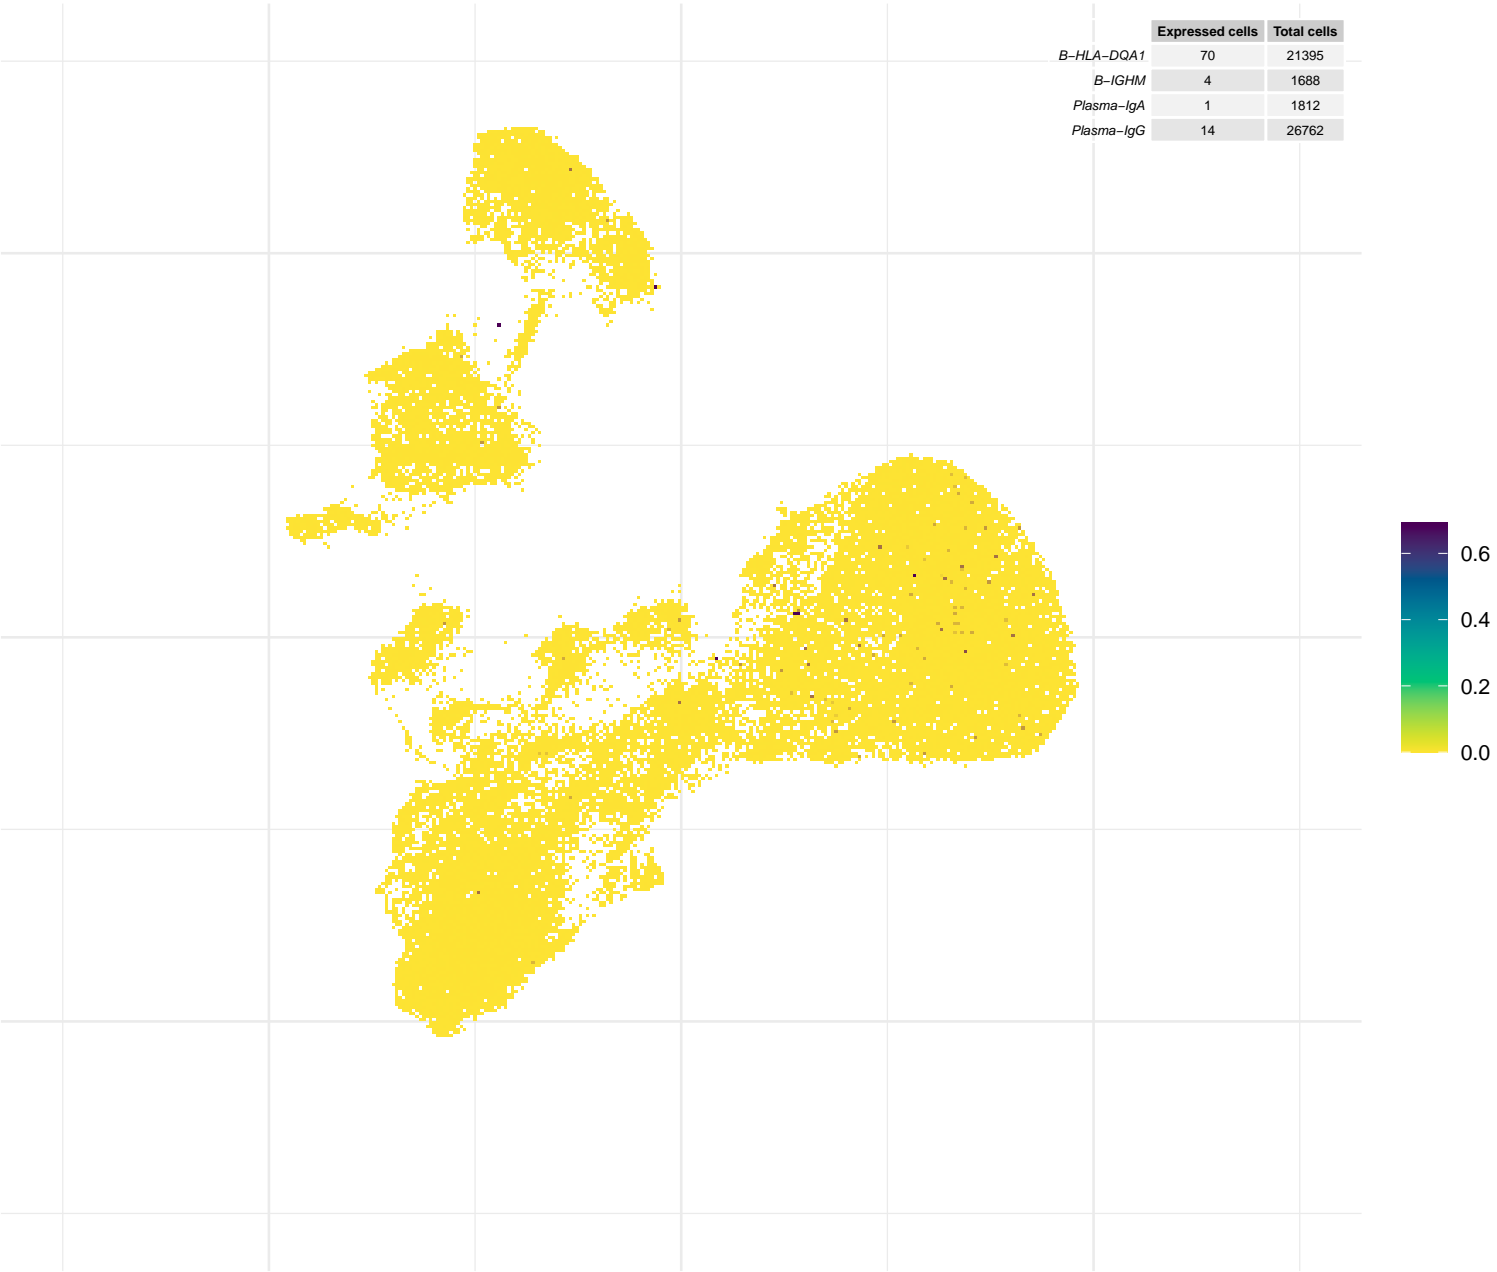 Expressed cells Total cells
B−HLA−DQA1 70 21395
B−IGHM 4 1688
Plasma−IgA 1 1812
Plasma−IgG 14 26762
0.6
0.4
0.2
0.0